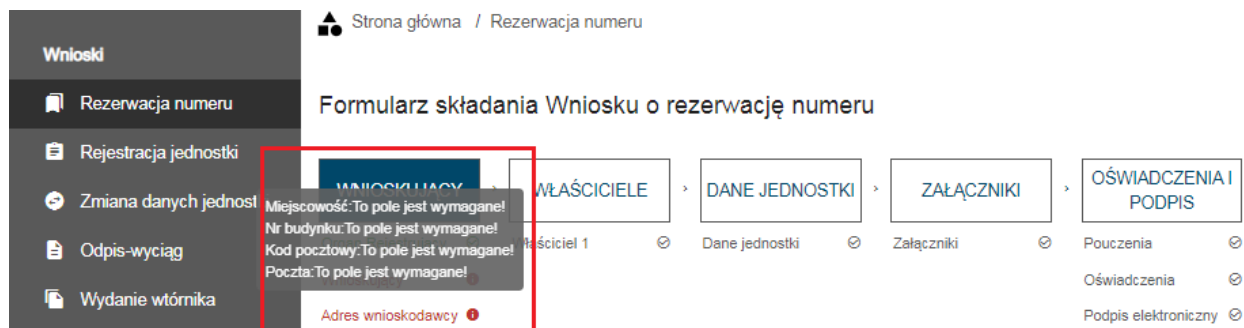 Strona główna / Rezerwacja numeru
Wnioski
Rezerwacja numeru
Rejestracja jednostki
Zmiana danych jednost
Odpis-wyciąg
Wydanie wtórnika
Formularz składania Wniosku o rezerwację numeru
WNIOSKUJĄCY
WŁAŚCICIELE
DANE JEDNOSTKI
ZAŁĄCZNIKI
OŚWIADCZENIA I
PODPIS
Miejscowość:To pole jest wymagane!
Nr budynku:To pole jest wymagane!
Kod pocztowy:To pole jest wymagane!
Poczta:To pole jest wymagane!
Wnioskujący
Adres wnioskodawcy
Właściciel 1
Dane jednostki
Załączniki
Pouczenia
Oświadczenia
Podpis elektroniczny